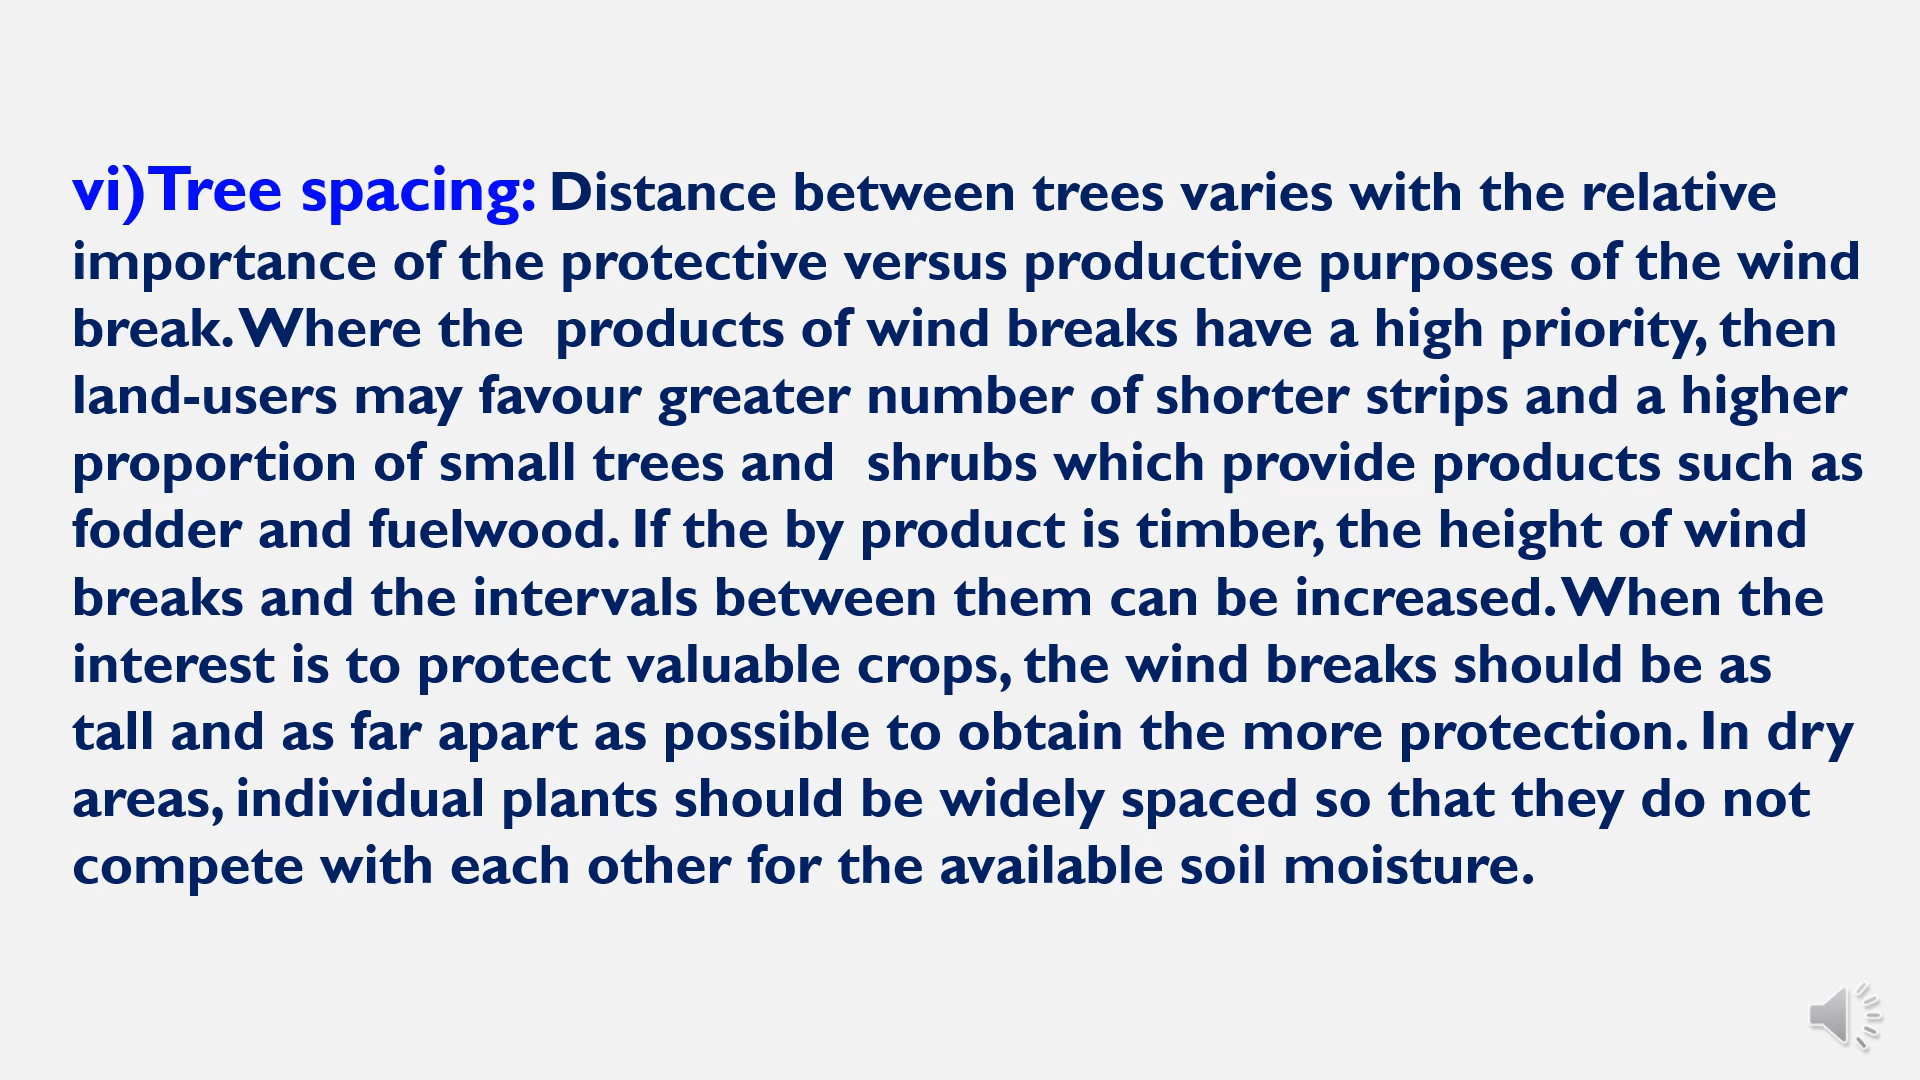 vi)Tree spacing: Distance between trees varies with the relative
importance of the protective versus productive purposes of the wind
break. Where the  products of wind breaks have a high priority, then
land-users may favour greater number of shorter strips and a higher
proportion of small trees and  shrubs which provide products such as
fodder and fuelwood. If the by product is timber, the height of wind
breaks and the intervals between them can be increased. When the
interest is to protect valuable crops, the wind breaks should be as
tall and as far apart as possible to obtain the more protection. In dry
areas, individual plants should be widely spaced so that they do not
compete with each other for the available soil moisture.